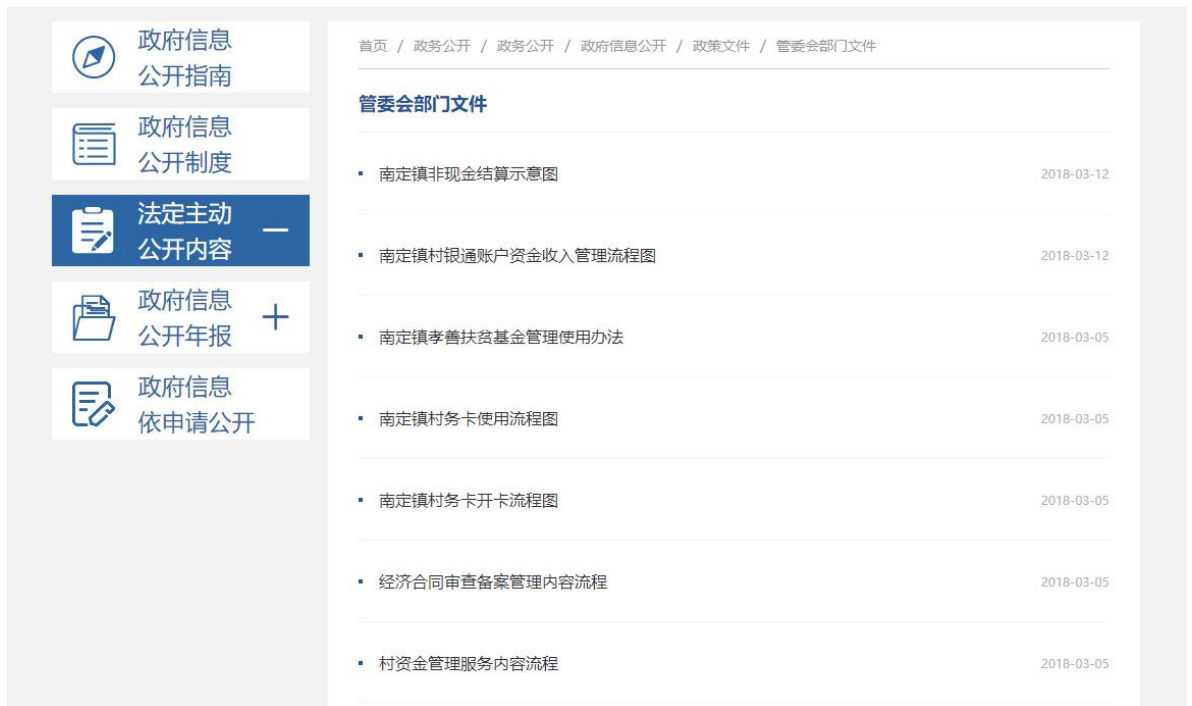 政府信息
公开指南
政府信息
公开制度
法定主动
公开内容
政府信息
公开年报
政府信息
依申请公开
首页 / 政务公开 / 政务公开 / 政府信息公开 / 政策文件 / 管委会部门文件
管委会部门文件
南定镇非现金结算示意图 2018-03-12
南定镇村银通账户资金收入管理流程图 2018-03-12
南定镇孝善扶贫基金管理使用办法 2018-03-05
南定镇村务卡使用流程图 2018-03-05
南定镇村务卡开卡流程图 2018-03-05
经济合同审查备案管理内容流程 2018-03-05
村资金管理服务内容流程 2018-03-05